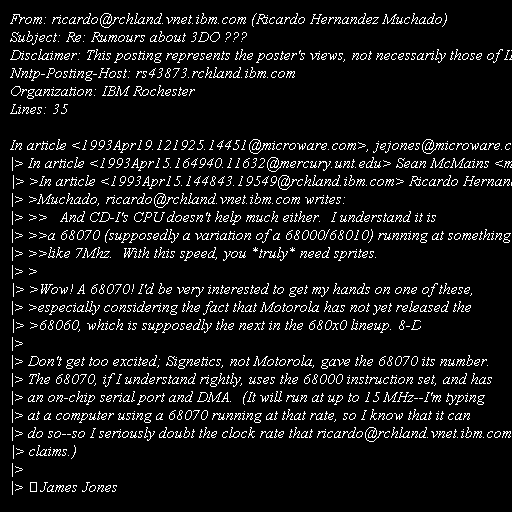 From: ricardo@rchland.vnet.ibm.com (Ricardo Hernandez Muchado)
Subject: Re: Rumours about 3DO ???
Disclaimer: This posting represents the poster's views, not necessarily those of
Nntp-Posting-Host: rs43873.rchland.ibm.com
Organization: IBM Rochester
Lines: 35

In article <1993Apr19.121925.14451@microware.com>, jejones@microware.c
|> In article <1993Apr15.164940.11632@mercury.unt.edu> Sean McMains <m
|> >In article <1993Apr15.144843.19549@rchland.ibm.com> Ricardo Hernan
|> >Muchado, ricardo@rchland.vnet.ibm.com writes:
|> >>   And CD-I's CPU doesn't help much either.  I understand it is
|> >>a 68070 (supposedly a variation of a 68000/68010) running at something
|> >>like 7Mhz.  With this speed, you *truly* need sprites.
|> >
|> >Wow! A 68070! I'd be very interested to get my hands on one of these,
|> >especially considering the fact that Motorola has not yet released the
|> >68060, which is supposedly the next in the 680x0 lineup. 8-D
|>
|> Don't get too excited; Signetics, not Motorola, gave the 68070 its number.
|> The 68070, if I understand rightly, uses the 68000 instruction set, and has
|> an on-chip serial port and DMA.  (It will run at up to 15 MHz--I'm typing
|> at a computer using a 68070 running at that rate, so I know that it can
|> do so--so I seriously doubt the clock rate that ricardo@rchland.vnet.ibm.com
|> claims.)
|>
|> James Jones